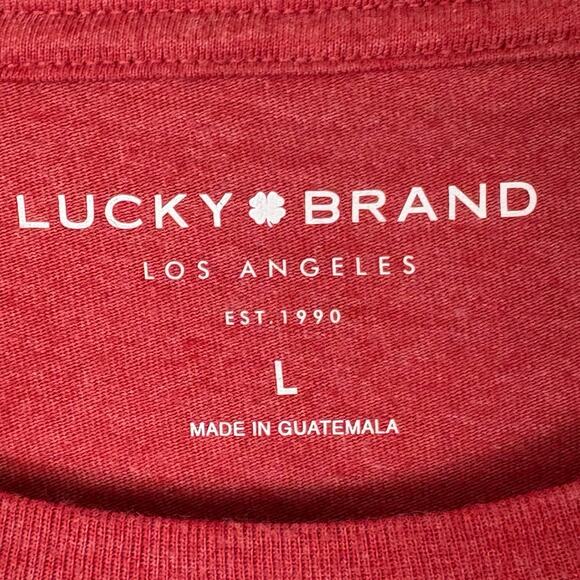 LUCKY BRAND
LOS ANGELES
EST. 1990
L
MADE IN GUATEMALA